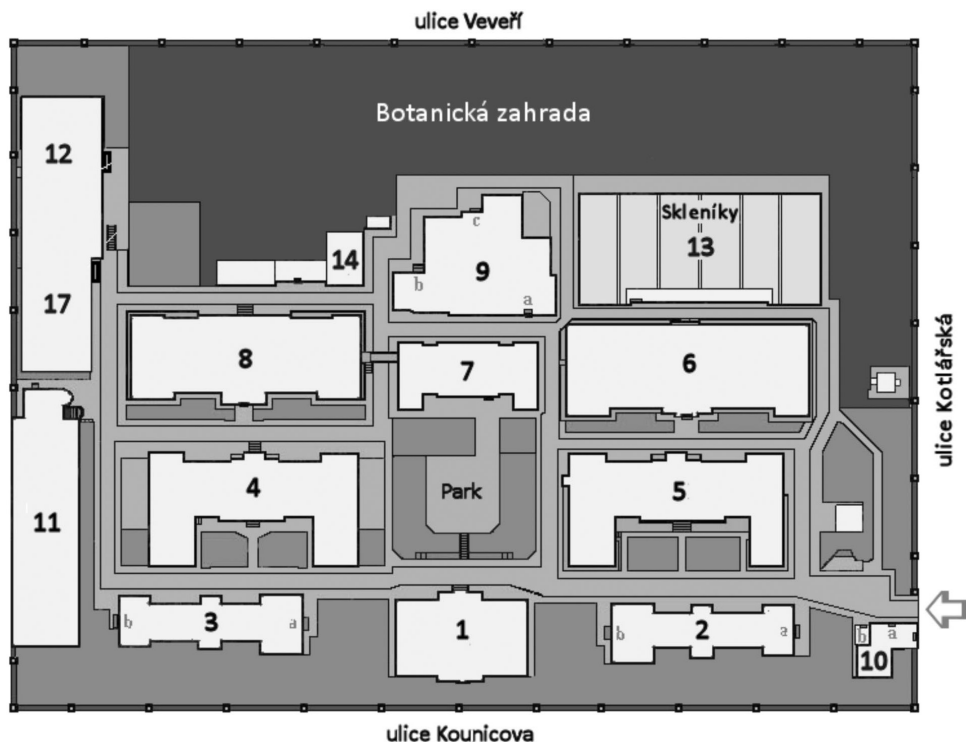 ulice Veveří
Botanická zahrada
12
Skleníky
c
14
9
13
b
a
17
8
7
6
ulice Kotlářská
4
Park
5
11
b
3
a
1
b
2
a
b
a
10
ulice Kounicova